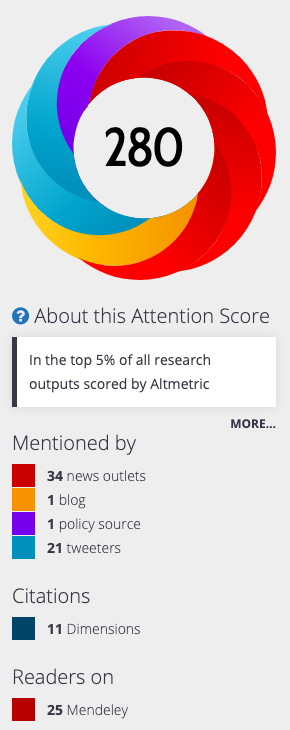 280
? About this Attention Score
In the top 5% of all research
outputs scored by Altmetric
MORE...
Mentioned by
34 news outlets
1 blog
1 policy source
21 tweeters
Citations
11 Dimensions
Readers on
25 Mendeley